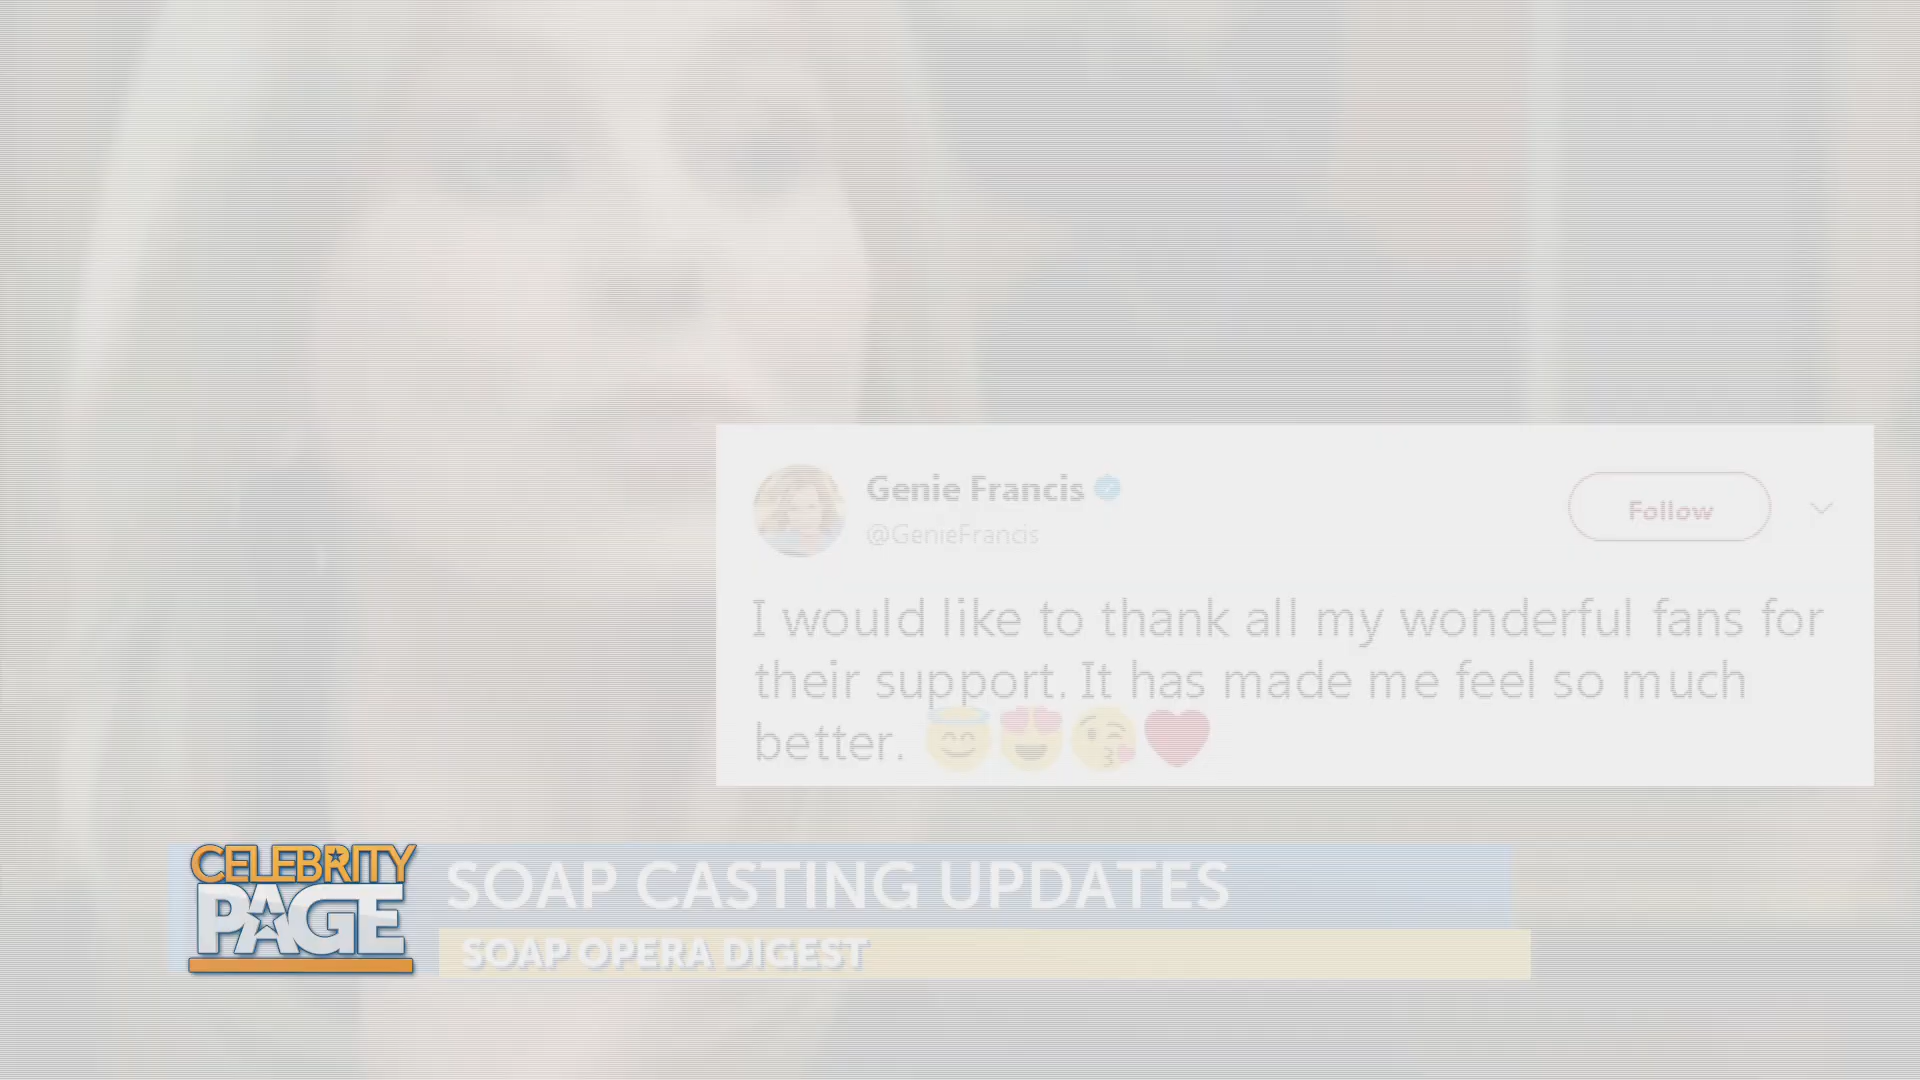 Genie Francis
@GenieFrancis
Follow
I would like to thank all my wonderful fans for
their support. It has made me feel so much
better. 😇😍😘❤
CELEBRITY
PAGE
SOAP CASTING UPDATES
SOAP OPERA DIGEST